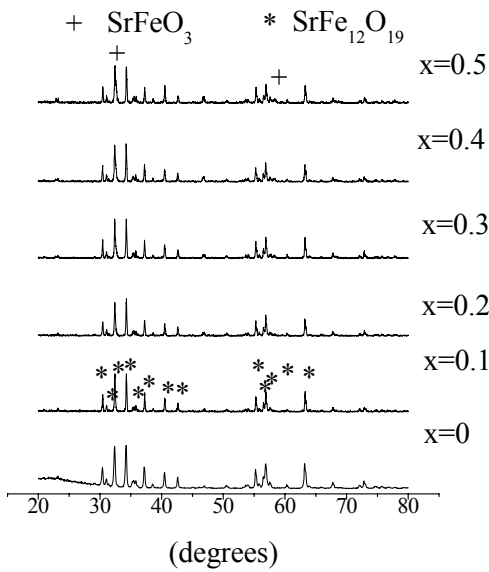 + SrFeO₃ * SrFe₁₂O₁₉
+
+
x=0.5
x=0.4
x=0.3
x=0.2
x=0.1
* * * * * * * * * * * * *
x=0
20 30 40 50 60 70 80
(degrees)